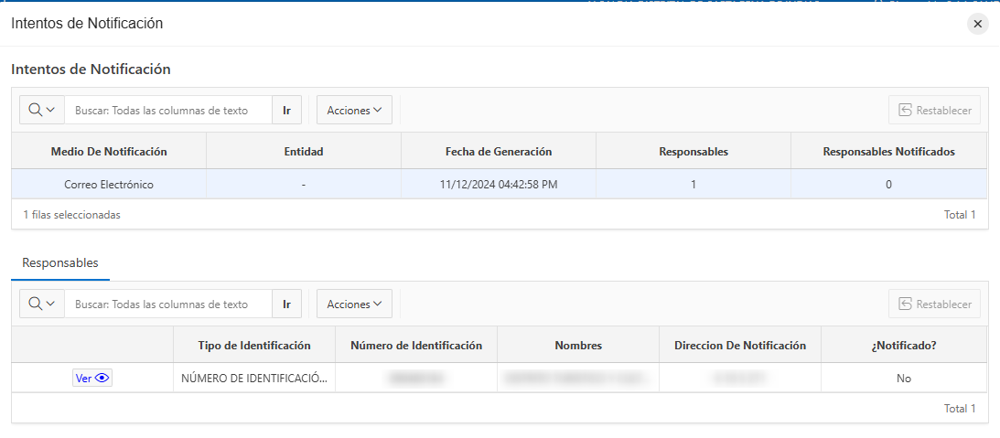 Intentos de Notificación
Intentos de Notificación
Buscar: Todas las columnas de texto Ir Acciones Restablecer
Medio De Notificación Entidad Fecha de Generación Responsables Responsables Notificados
Correo Electrónico - 11/12/2024 04:42:58 PM 1 0
1 filas seleccionadas Total 1
Responsables
Buscar: Todas las columnas de texto Ir Acciones Restablecer
Tipo de Identificación Número de Identificación Nombres Direccion De Notificación ¿Notificado?
Ver NÚMERO DE IDENTIFICACIÓ... No
Total 1